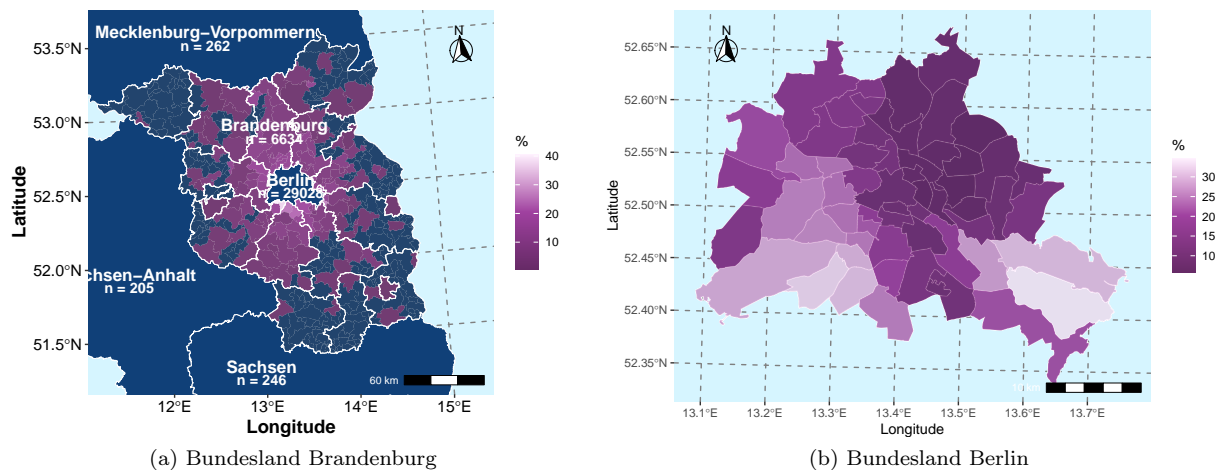 53.5°N
53.0°N
52.5°N
52.0°N
51.5°N
Latitude
Mecklenburg−Vorpommern
n = 262
Brandenburg
n = 6634
Berlin
n = 29028
chsen−Anhalt
n = 205
Sachsen
n = 246
60 km
12°E 13°E 14°E 15°E
Longitude
N
%
40
30
20
10
(a) Bundesland Brandenburg
52.65°N
52.60°N
52.55°N
52.50°N
52.45°N
52.40°N
52.35°N
Latitude
N
10 km
13.1°E 13.2°E 13.3°E 13.4°E 13.5°E 13.6°E 13.7°E
Longitude
%
30
25
20
15
10
(b) Bundesland Berlin